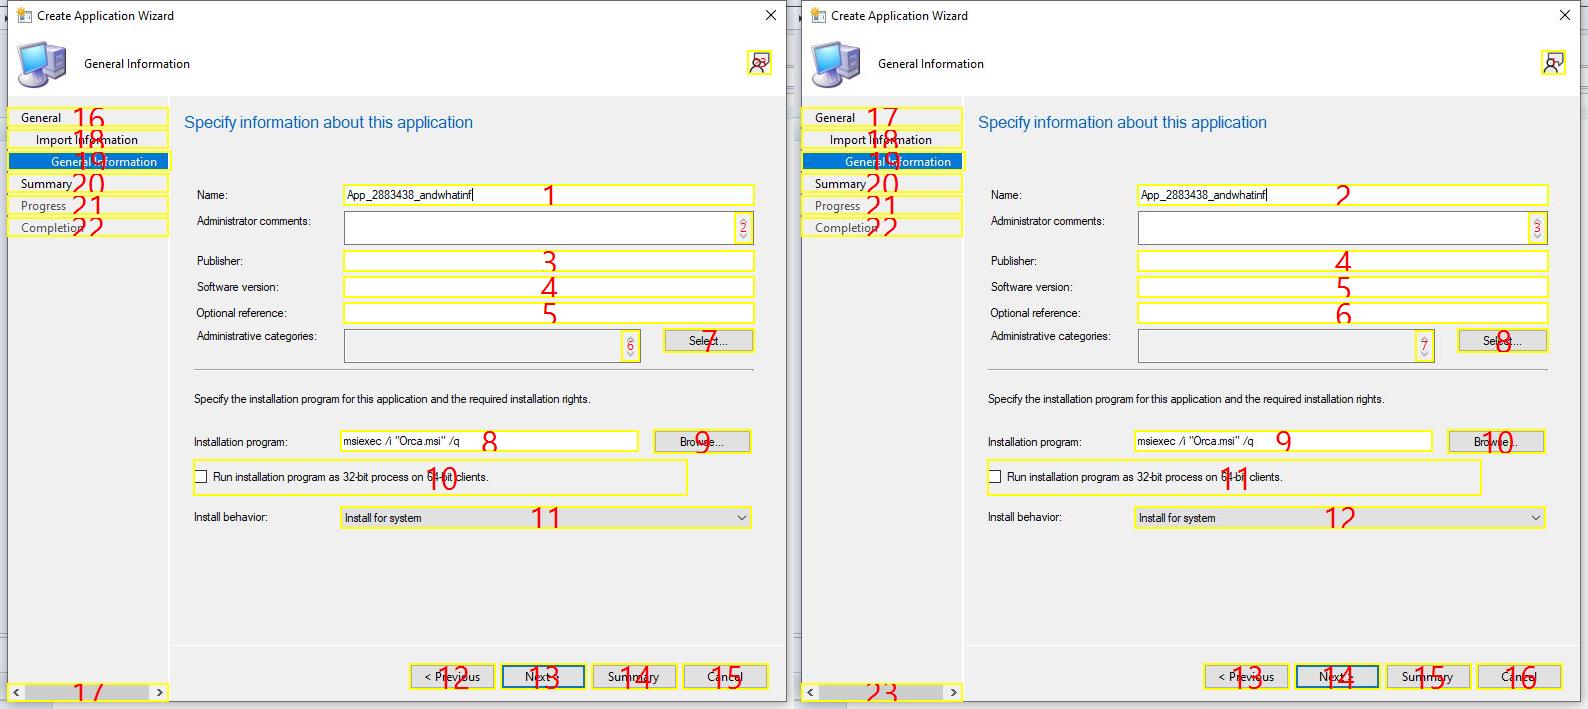 Create Application Wizard
General Information
23
General 16
Import Information 18
General Information 19
Summary 20
Progress 21
Completion 22
17
Specify information about this application
Name: App_2883438_andwhatinf 1
Administrator comments: 2
Publisher: 3
Software version: 4
Optional reference: 5
Administrative categories: 6 Select... 7
Specify the installation program for this application and the required installation rights.
Installation program: msiexec /i "Orca.msi" /q 8 Browse... 9
Run installation program as 32-bit process on 64-bit clients. 10
Install behavior: Install for system 11
< Previous 12 Next > 13 Summary 14 Cancel 15
Create Application Wizard
General Information
General 17
Import Information 18
General Information 19
Summary 20
Progress 21
Completion 22
23
Specify information about this application
Name: App_2883438_andwhatinf 2
Administrator comments: 3
Publisher: 4
Software version: 5
Optional reference: 6
Administrative categories: 7 Select... 8
Specify the installation program for this application and the required installation rights.
Installation program: msiexec /i "Orca.msi" /q 9 Browse... 10
Run installation program as 32-bit process on 64-bit clients. 11
Install behavior: Install for system 12
< Previous 13 Next > 14 Summary 15 Cancel 16